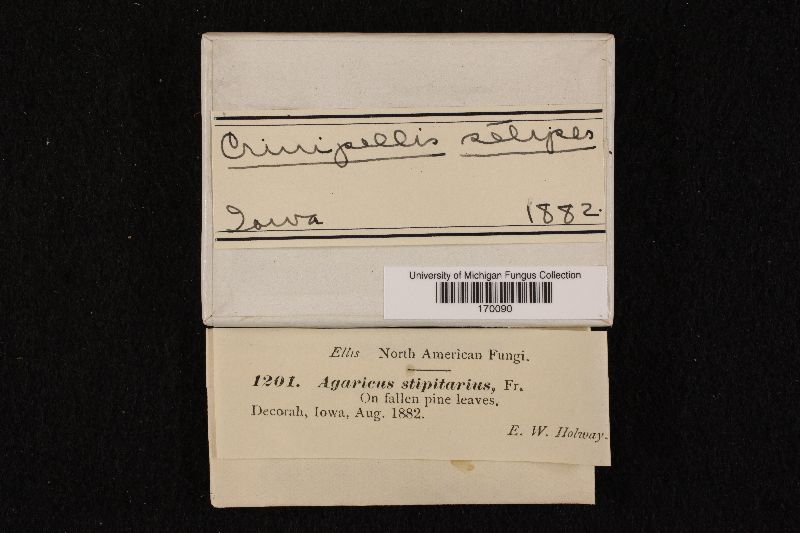 Crinipellis setipes
Iowa 1882.
University of Michigan Fungus Collection
170090
Ellis North American Fungi.
1201. Agaricus stipitarius, Fr.
On fallen pine leaves.
Decorah, Iowa, Aug. 1882.
E. W. Holway.